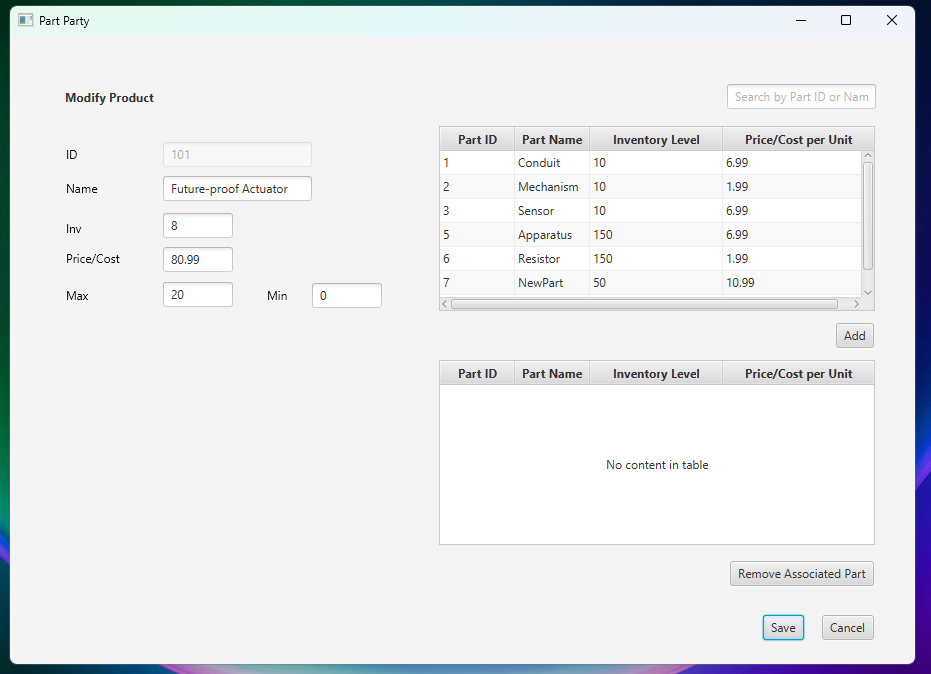 Part Party
Modify Product
Search by Part ID or Nam
ID 101
Name Future-proof Actuator
Inv 8
Price/Cost 80.99
Max 20 Min 0
Part ID Part Name Inventory Level Price/Cost per Unit
1 Conduit 10 6.99
2 Mechanism 10 1.99
3 Sensor 10 6.99
5 Apparatus 150 6.99
6 Resistor 150 1.99
7 NewPart 50 10.99
Add
Part ID Part Name Inventory Level Price/Cost per Unit
No content in table
Remove Associated Part
Save Cancel